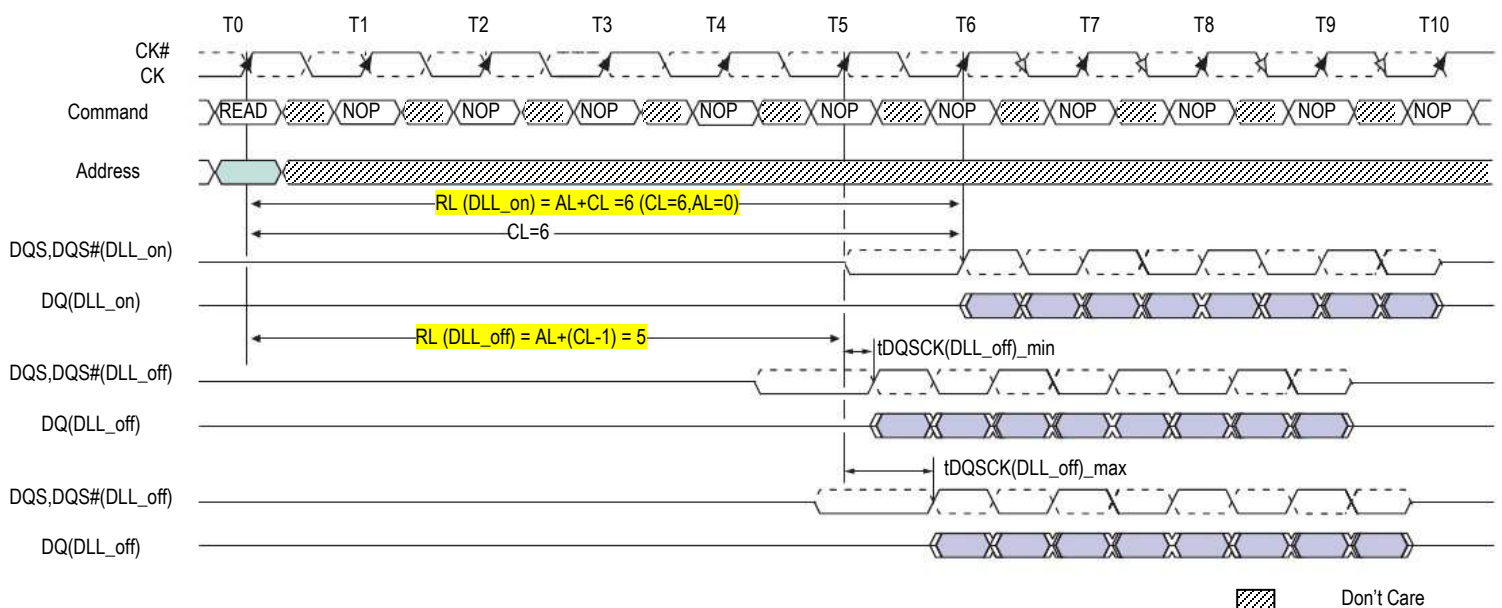 T0 T1 T2 T3 T4 T5 T6 T7 T8 T9 T10
CK#
CK
Command READ NOP NOP NOP NOP NOP NOP NOP NOP NOP NOP
Address
RL (DLL_on) = AL+CL =6 (CL=6,AL=0)
CL=6
DQS,DQS#(DLL_on)
DQ(DLL_on)
RL (DLL_off) = AL+(CL-1) = 5
tDQSCK(DLL_off)_min
DQS,DQS#(DLL_off)
DQ(DLL_off)
tDQSCK(DLL_off)_max
DQS,DQS#(DLL_off)
DQ(DLL_off)
Don't Care